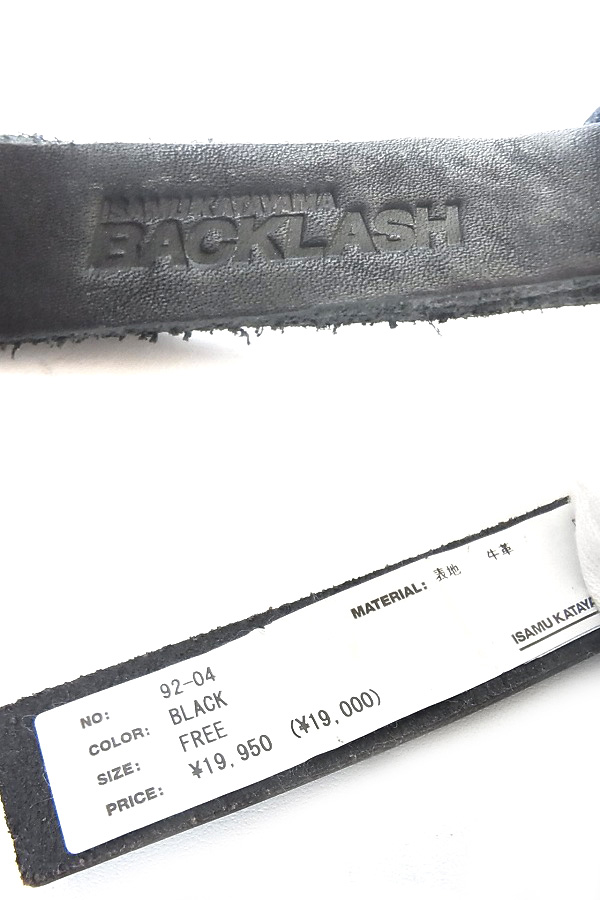 ISAMUKATAYAMA
BACKLASH
NO: 92-04
COLOR: BLACK
SIZE: FREE
PRICE: ¥19,950 (¥19,000)
MATERIAL: 表地 牛革
ISAMU KATAYA